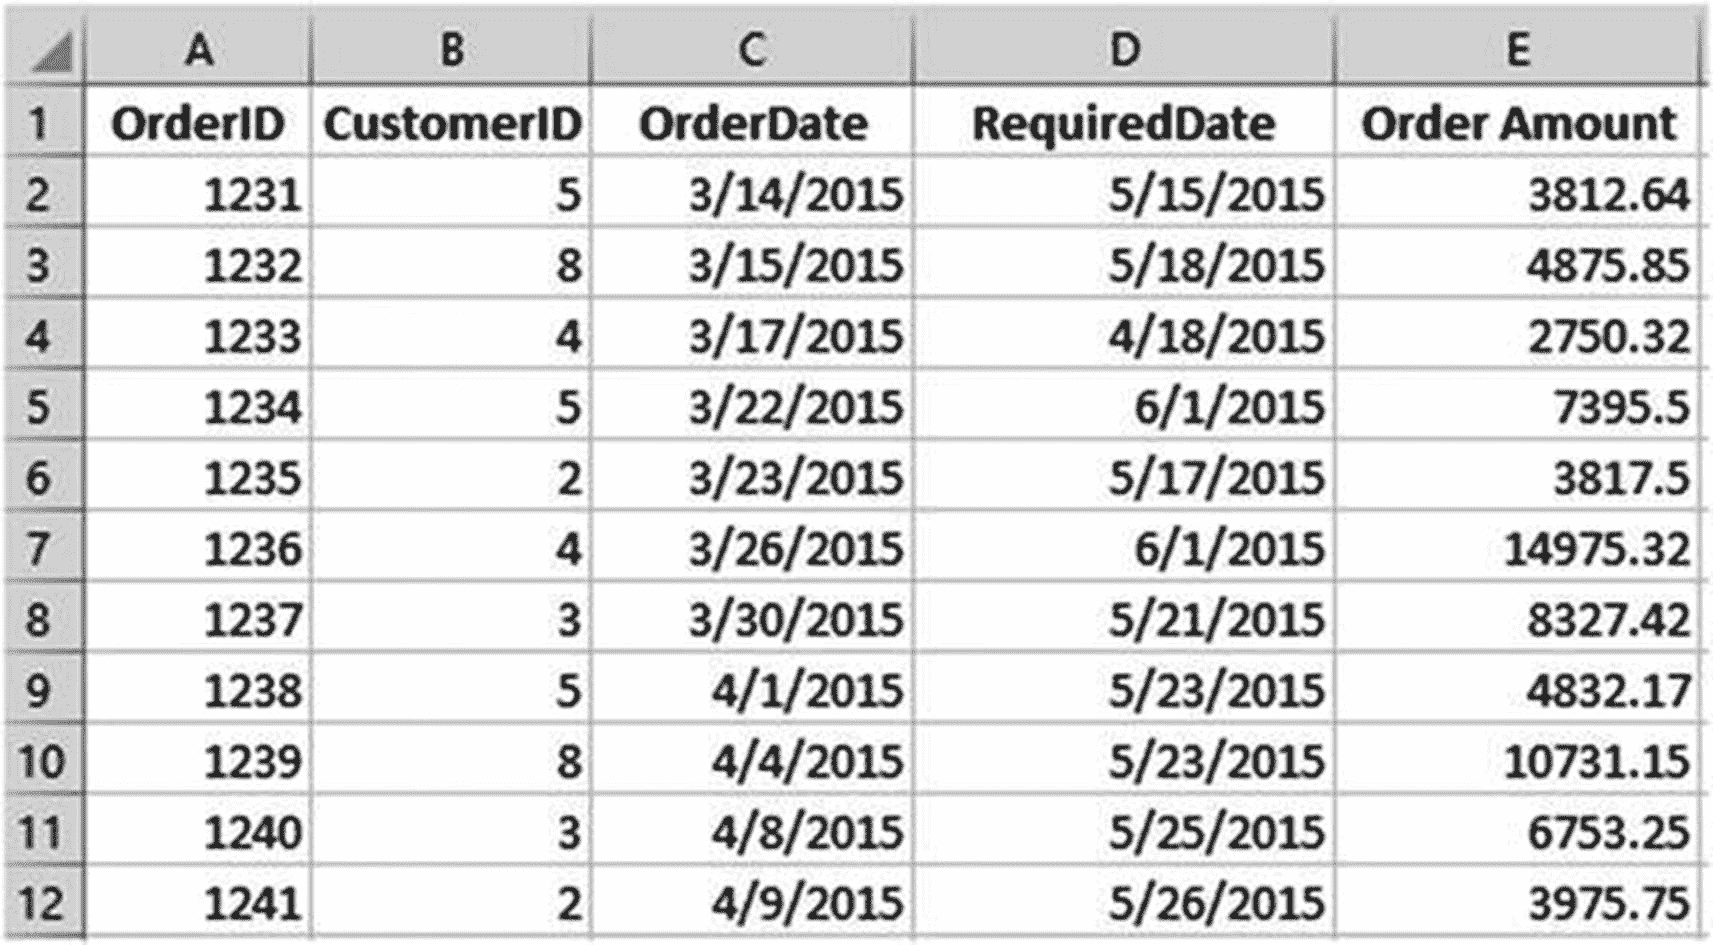 A B C D E
1 OrderID CustomerID OrderDate RequiredDate Order Amount
2 1231 5 3/14/2015 5/15/2015 3812.64
3 1232 8 3/15/2015 5/18/2015 4875.85
4 1233 4 3/17/2015 4/18/2015 2750.32
5 1234 5 3/22/2015 6/1/2015 7395.5
6 1235 2 3/23/2015 5/17/2015 3817.5
7 1236 4 3/26/2015 6/1/2015 14975.32
8 1237 3 3/30/2015 5/21/2015 8327.42
9 1238 5 4/1/2015 5/23/2015 4832.17
10 1239 8 4/4/2015 5/23/2015 10731.15
11 1240 3 4/8/2015 5/25/2015 6753.25
12 1241 2 4/9/2015 5/26/2015 3975.75